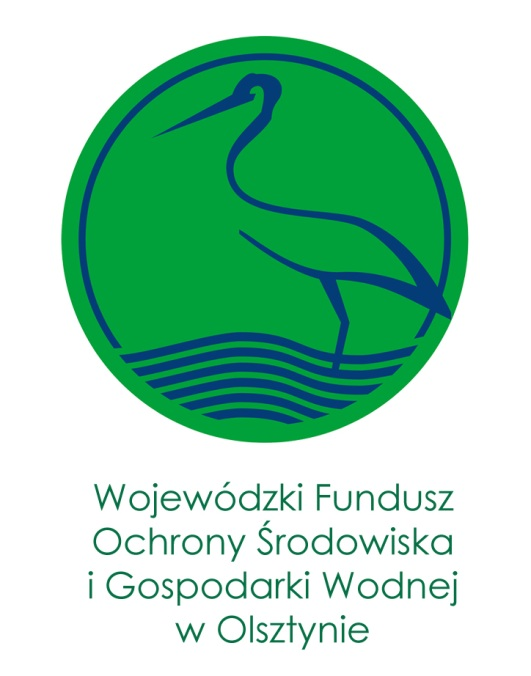 Wojewódzki Fundusz
Ochrony Środowiska
i Gospodarki Wodnej
w Olsztynie